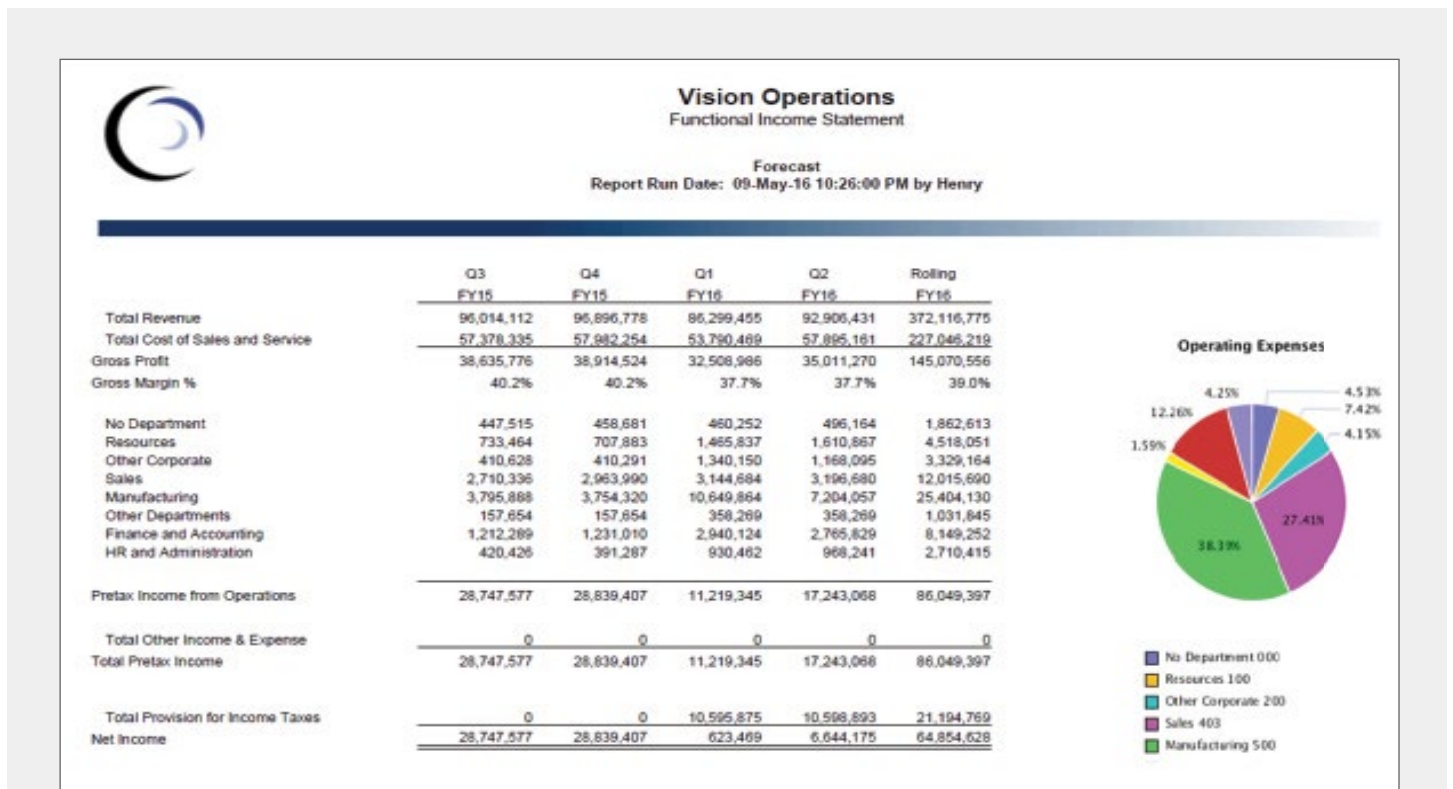 Vision Operations
Functional Income Statement
Forecast
Report Run Date: 09-May-16 10:26:00 PM by Henry
Q3 Q4 Q1 Q2 Rolling
FY15 FY15 FY16 FY16 FY16
Total Revenue 96,014,112 96,896,778 86,299,455 92,906,431 372,116,775
Total Cost of Sales and Service 57,378,335 57,982,254 53,790,469 57,895,161 227,046,219
Gross Profit 38,635,776 38,914,524 32,508,986 35,011,270 145,070,556
Gross Margin % 40.2% 40.2% 37.7% 37.7% 39.0%
No Department 447,515 458,681 460,252 496,164 1,862,613
Resources 733,464 707,883 1,465,837 1,610,867 4,518,051
Other Corporate 410,628 410,291 1,340,150 1,168,095 3,329,164
Sales 2,710,336 2,963,990 3,144,684 3,196,680 12,015,690
Manufacturing 3,795,888 3,754,320 10,649,864 7,204,057 25,404,130
Other Departments 157,654 157,654 358,269 358,269 1,031,845
Finance and Accounting 1,212,289 1,231,010 2,940,124 2,765,829 8,149,252
HR and Administration 420,426 391,287 930,462 968,241 2,710,415
Pretax Income from Operations 28,747,577 28,839,407 11,219,345 17,243,068 86,049,397
Total Other Income & Expense 0 0 0 0 0
Total Pretax Income 28,747,577 28,839,407 11,219,345 17,243,068 86,049,397
Total Provision for Income Taxes 0 0 10,595,875 10,598,893 21,194,769
Net Income 28,747,577 28,839,407 623,469 6,644,175 64,854,628
Operating Expenses
4.25% 4.53%
12.26% 7.42%
1.59% 4.15%
27.41%
38.39%
No Department 000
Resources 100
Other Corporate 200
Sales 403
Manufacturing 500